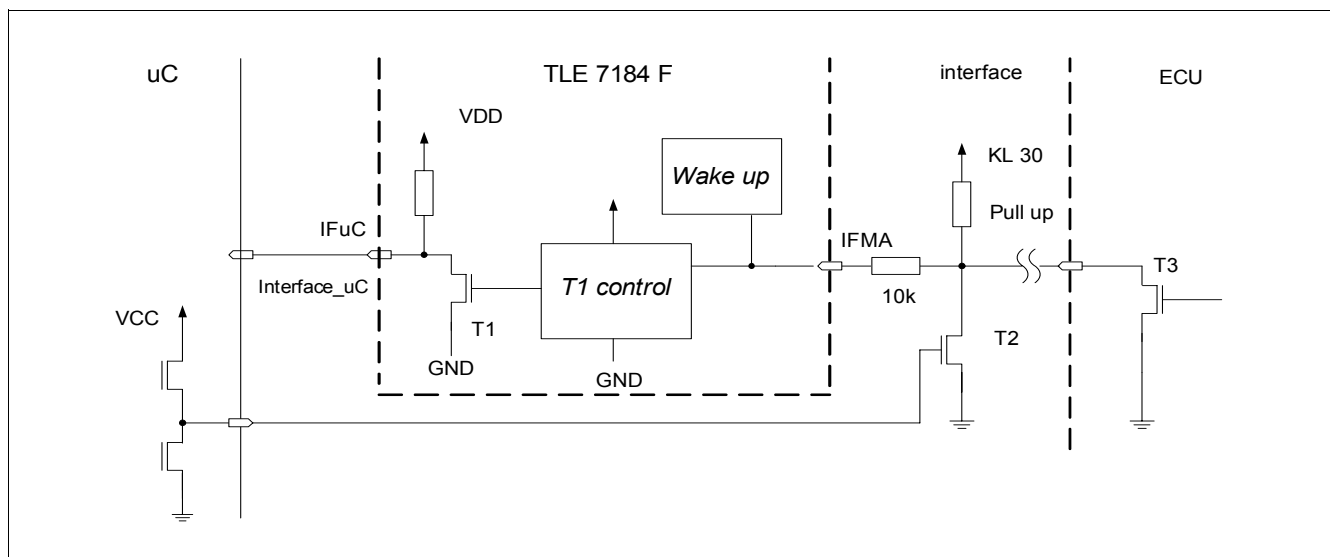 uC
TLE 7184 F
interface
ECU
VDD
Wake up
KL 30
Pull up
IFuC
IFMA
T3
Interface_uC
T1 control
10k
VCC
T1
T2
GND
GND